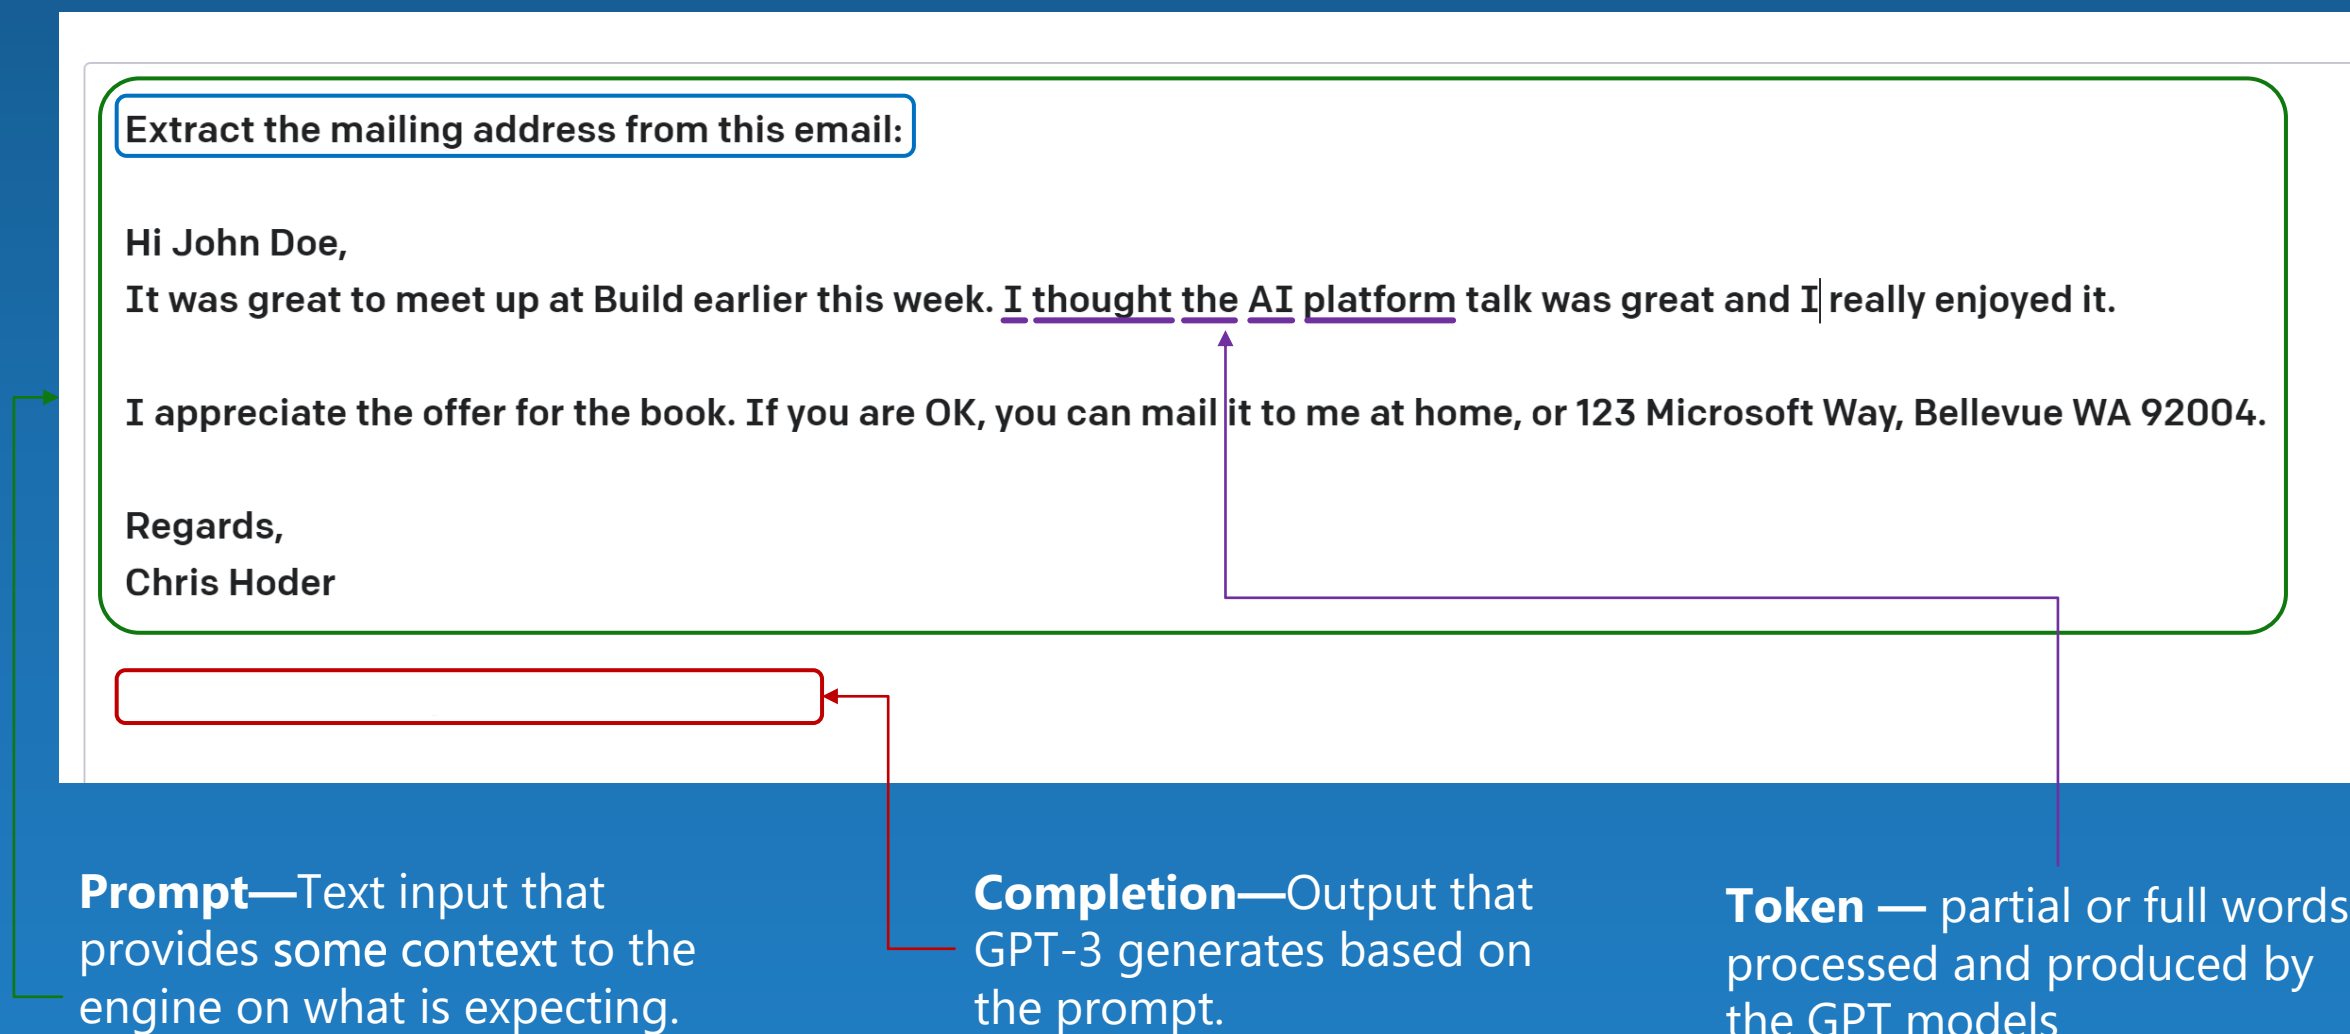 Extract the mailing address from this email:
Hi John Doe,
It was great to meet up at Build earlier this week. I thought the AI platform talk was great and I really enjoyed it.
I appreciate the offer for the book. If you are OK, you can mail it to me at home, or 123 Microsoft Way, Bellevue WA 92004.
Regards,
Chris Hoder
Prompt—Text input that
provides some context to the
engine on what is expecting.
Completion—Output that
GPT-3 generates based on
the prompt.
Token — partial or full words
processed and produced by
the GPT models